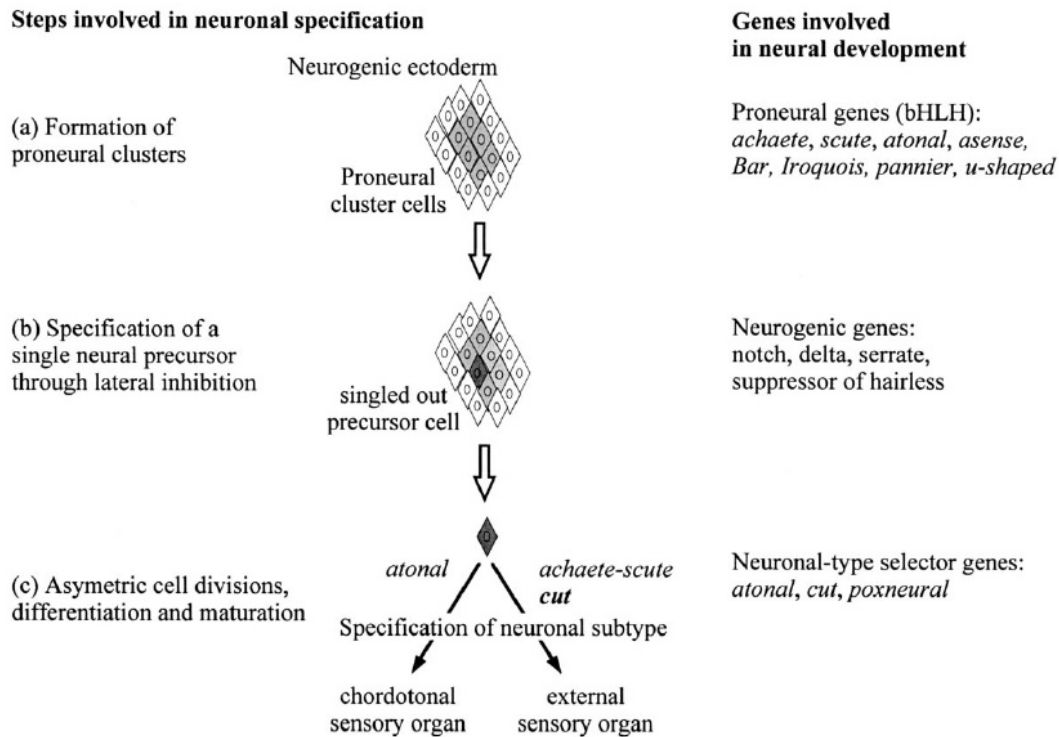 Steps involved in neuronal specification
Genes involved
in neural development
Neurogenic ectoderm
(a) Formation of
proneural clusters
Proneural
cluster cells
Proneural genes (bHLH):
achaete, scute, atonal, asense,
Bar, Iroquois, pannier, u-shaped
(b) Specification of a
single neural precursor
through lateral inhibition
singled out
precursor cell
Neurogenic genes:
notch, delta, serrate,
suppressor of hairless
(c) Asymetric cell divisions,
differentiation and maturation
atonal
achaete-scute
cut
Specification of neuronal subtype
chordotonal
sensory organ
external
sensory organ
Neuronal-type selector genes:
atonal, cut, poxneural